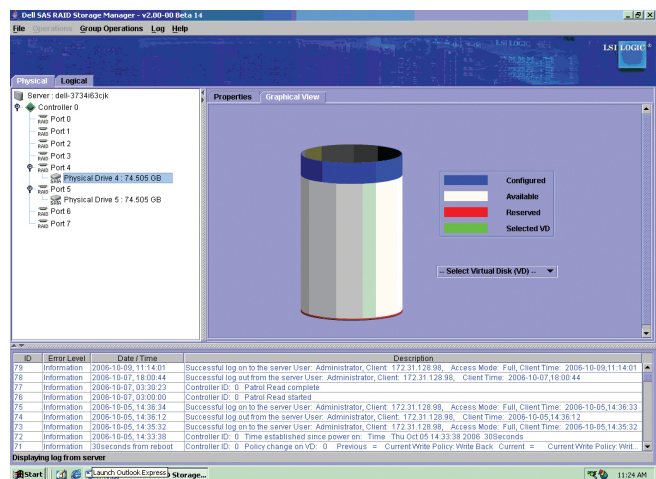 Dell SAS RAID Storage Manager - v2.00-00 Beta 14
File Operations Group Operations Log Help
LSI LOGIC
Physical Logical
Server : dell-3734i63cjk
Controller 0
Port 0
Port 1
Port 2
Port 3
Port 4
Physical Drive 4 : 74.505 GB
Port 5
Physical Drive 5 : 74.505 GB
Port 6
Port 7
Properties Graphical View
Configured
Available
Reserved
Selected VD
-- Select Virtual Disk (VD) --
ID Error Level Date / Time Description
79 Information 2006-10-09, 11:14:01 Successful log on to the server User: Administrator, Client: 172.31.128.98, Access Mode: Full, Client Time: 2006-10-09,11:14:01
78 Information 2006-10-07, 18:00:44 Successful log out from the server User: Administrator, Client: 172.31.128.98, Client Time: 2006-10-07,18:00:44
77 Information 2006-10-07, 03:30:23 Controller ID: 0 Patrol Read complete
76 Information 2006-10-07, 03:00:00 Controller ID: 0 Patrol Read started
75 Information 2006-10-05, 14:36:34 Successful log on to the server User: Administrator, Client: 172.31.128.98, Access Mode: Full, Client Time: 2006-10-05,14:36:33
74 Information 2006-10-05, 14:36:12 Successful log out from the server User: Administrator, Client: 172.31.128.98, Client Time: 2006-10-05,14:36:12
73 Information 2006-10-05, 14:35:32 Successful log on to the server User: Administrator, Client: 172.31.128.98, Access Mode: Full, Client Time: 2006-10-05,14:35:32
72 Information 2006-10-05, 14:33:38 Controller ID: 0 Time established since power on: Time Thu Oct 05 14:33:38 2006 30Seconds
71 Information 30seconds from reboot Controller ID: 0 Policy change on VD: 0 Previous = Current Write Policy: Write Back Current = Current Write Policy: Writ...
Displaying log from server
Start Launch Outlook Express Storage... 11:24 AM